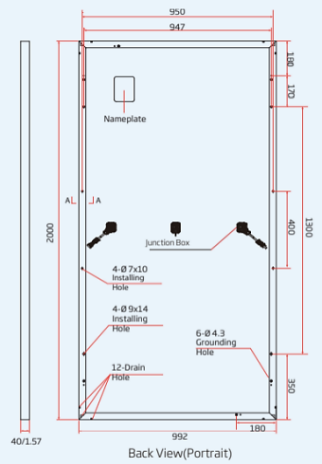 950
947
180
170
Nameplate
A
A
2000
1300
400
Junction Box
4-Ø 7x10
Installing
Hole
4-Ø 9x14
Installing
Hole
6-Ø 4.3
Grounding
Hole
12-Drain
Hole
350
180
992
40/1.57
Back View(Portrait)